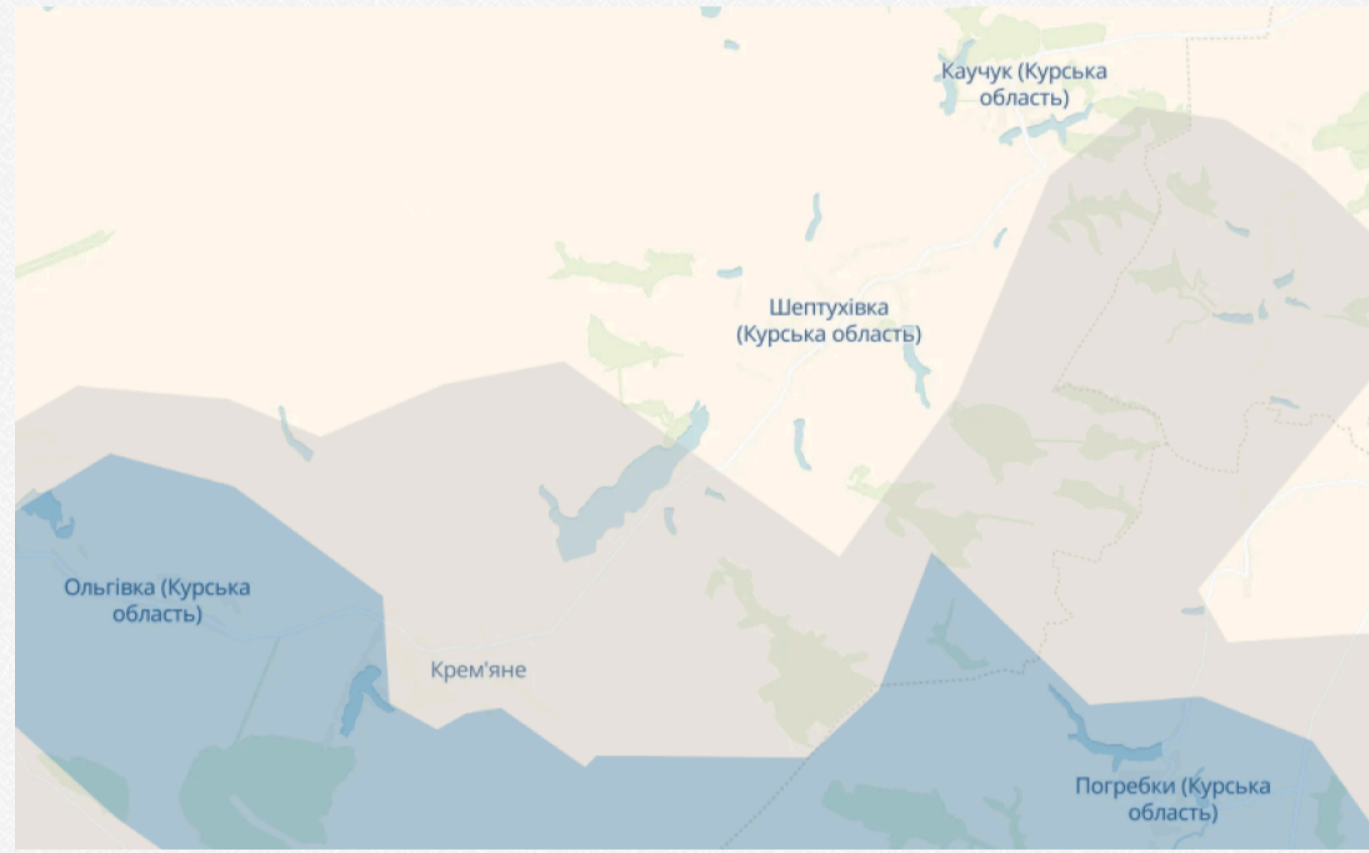 Каучук (Курська
область)
Шептухівка
(Курська область)
Ольгівка (Курська
область)
Крем'яне
Погребки (Курська
область)